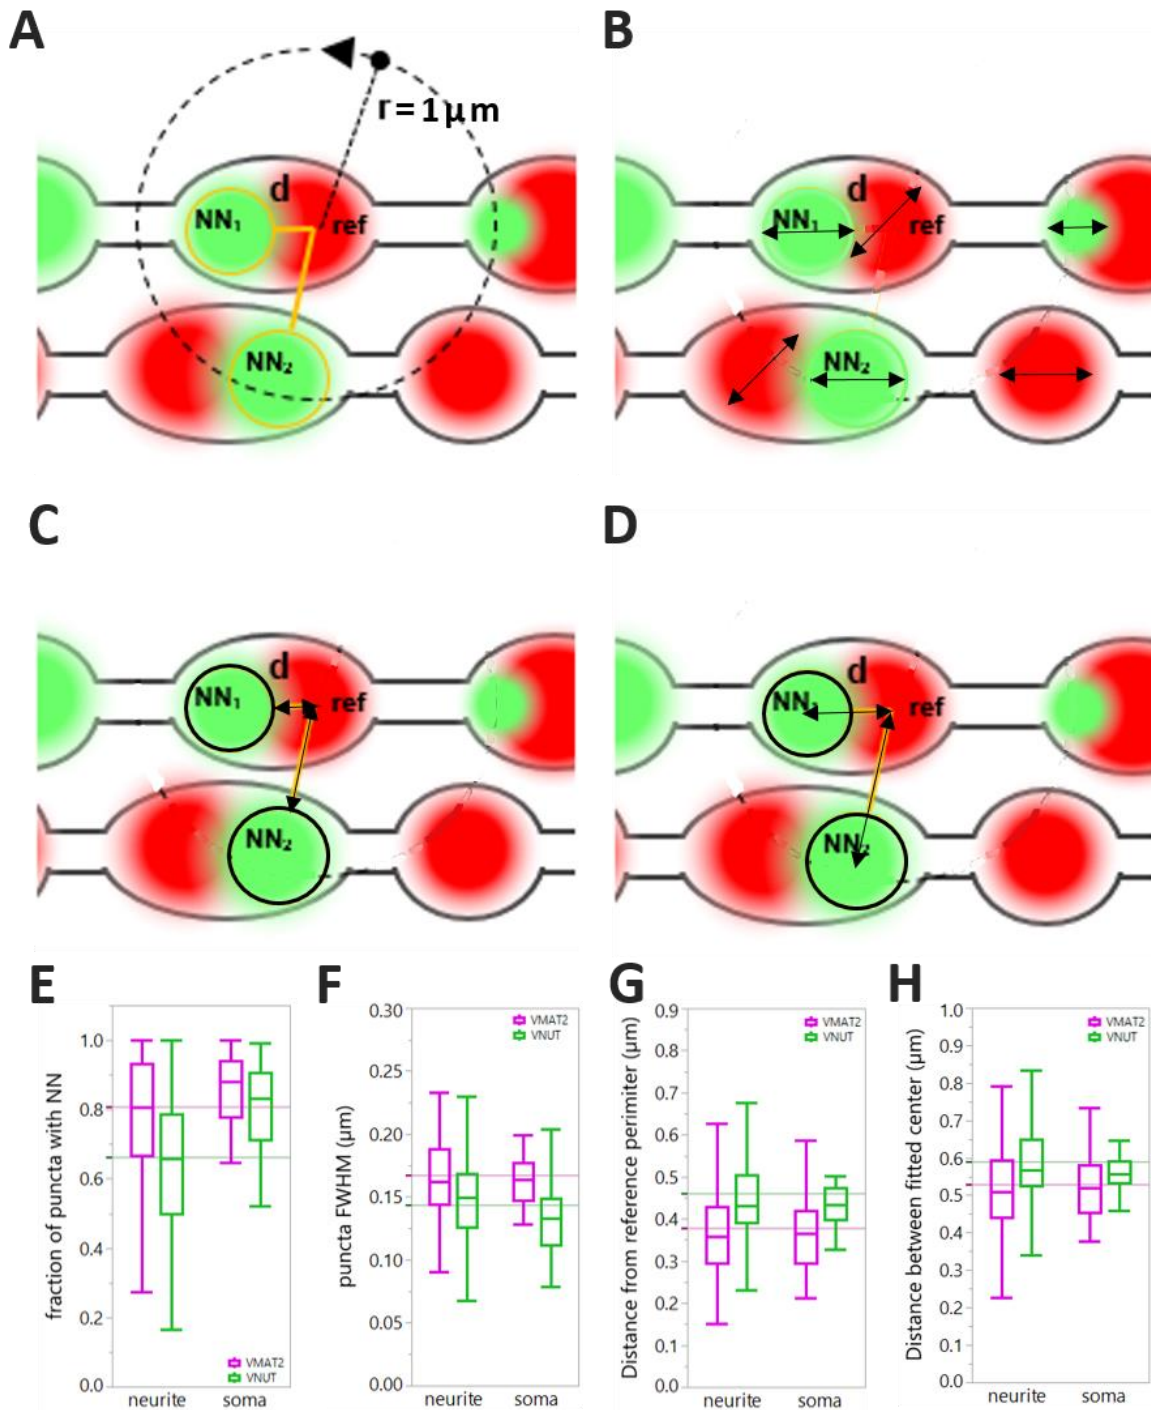 A
r = 1 μm
d
NN₁
ref
NN₂
B
d
NN₁
ref
NN₂
C
d
NN₁
ref
NN₂
D
d
NN₁
ref
NN₂
E
fraction of puncta with NN
1.0
0.8
0.6
0.4
0.2
0.0
VMAT2
VNUT
neurite soma
F
puncta FWHM (μm)
0.30
0.25
0.20
0.15
0.10
0.05
0.00
VMAT2
VNUT
neurite soma
G
Distance from reference perimiter (μm)
0.9
0.8
0.7
0.6
0.5
0.4
0.3
0.2
0.1
0.0
VMAT2
VNUT
neurite soma
H
Distance between fitted center (μm)
1.0
0.9
0.8
0.7
0.6
0.5
0.4
0.3
0.2
0.1
0.0
VMAT2
VNUT
neurite soma